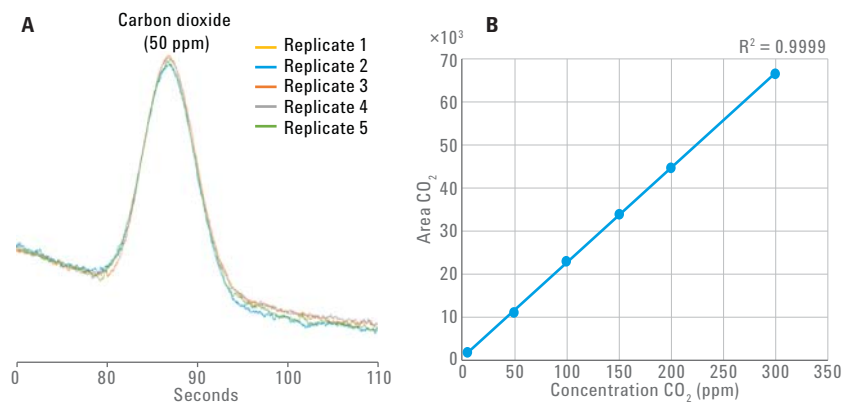 A
Carbon dioxide
(50 ppm)
Replicate 1
Replicate 2
Replicate 3
Replicate 4
Replicate 5
0
80
90
100
110
Seconds
B
×10³
R² = 0.9999
70
60
50
40
30
20
10
0
Area CO₂
0
50
100
150
200
250
300
350
Concentration CO₂ (ppm)